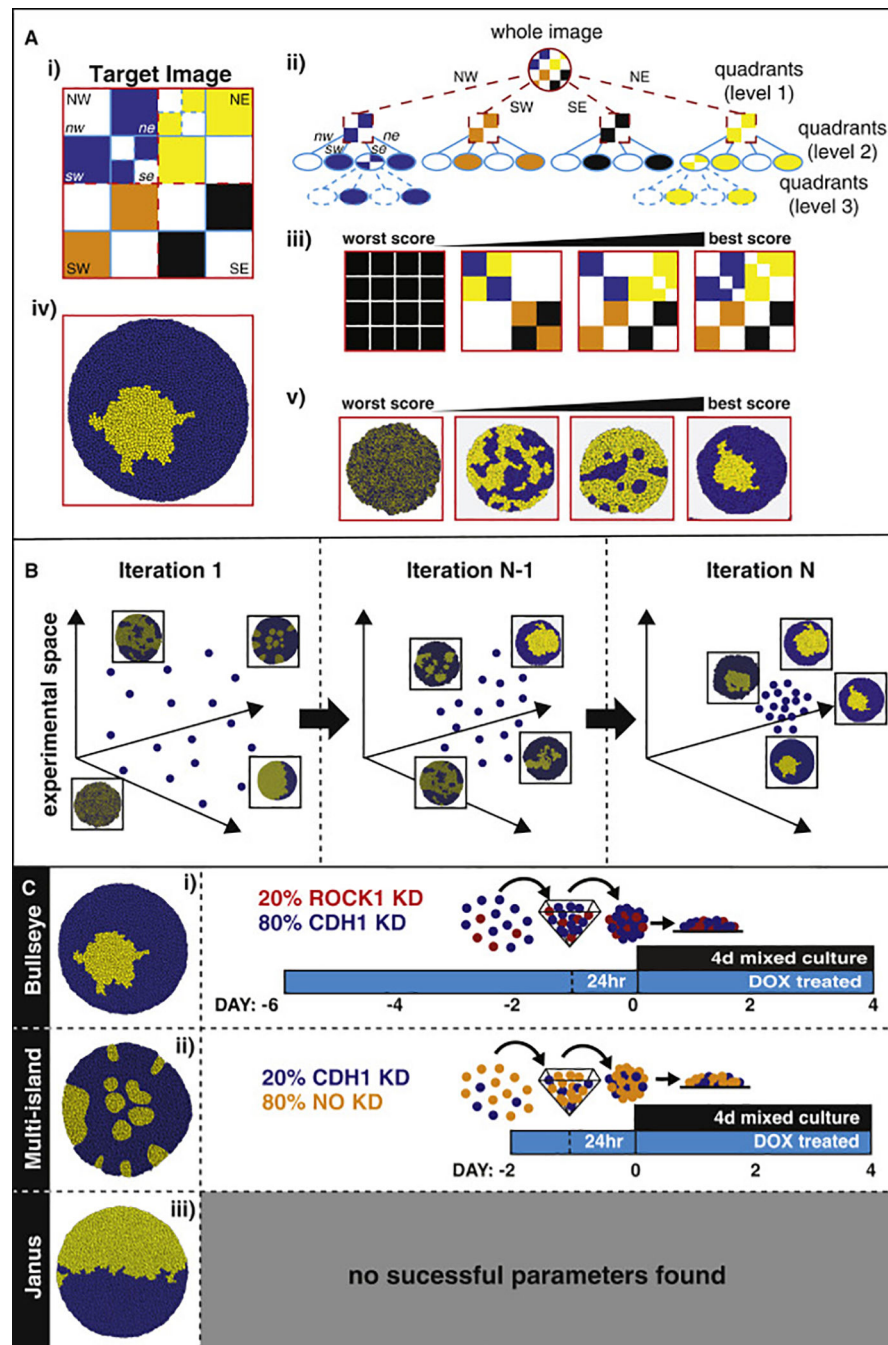 A
i)
Target Image
NW
NE
nw
ne
sw
se
SW
SE
ii)
whole image
NW
NE
SW
SE
quadrants
(level 1)
nw
ne
sw
se
quadrants
(level 2)
quadrants
(level 3)
iii)
worst score
best score
iv)
v)
worst score
best score
B
Iteration 1
Iteration N-1
Iteration N
experimental space
C
Bullseye
i)
20% ROCK1 KD
80% CDH1 KD
4d mixed culture
24hr
DOX treated
DAY: -6
-4
-2
0
2
4
Multi-island
ii)
20% CDH1 KD
80% NO KD
4d mixed culture
24hr
DOX treated
DAY: -2
0
2
4
Janus
iii)
no sucessful parameters found